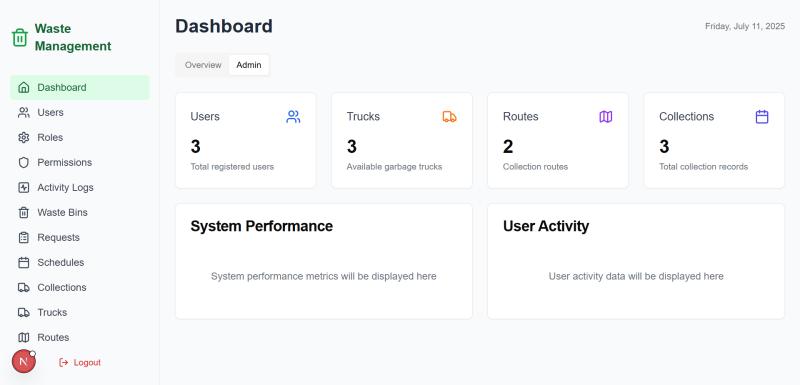 Waste
Management
Dashboard
Users
Roles
Permissions
Activity Logs
Waste Bins
Requests
Schedules
Collections
Trucks
Routes
N
Logout
Dashboard
Friday, July 11, 2025
Overview
Admin
Users
3
Total registered users
Trucks
3
Available garbage trucks
Routes
2
Collection routes
Collections
3
Total collection records
System Performance
System performance metrics will be displayed here
User Activity
User activity data will be displayed here